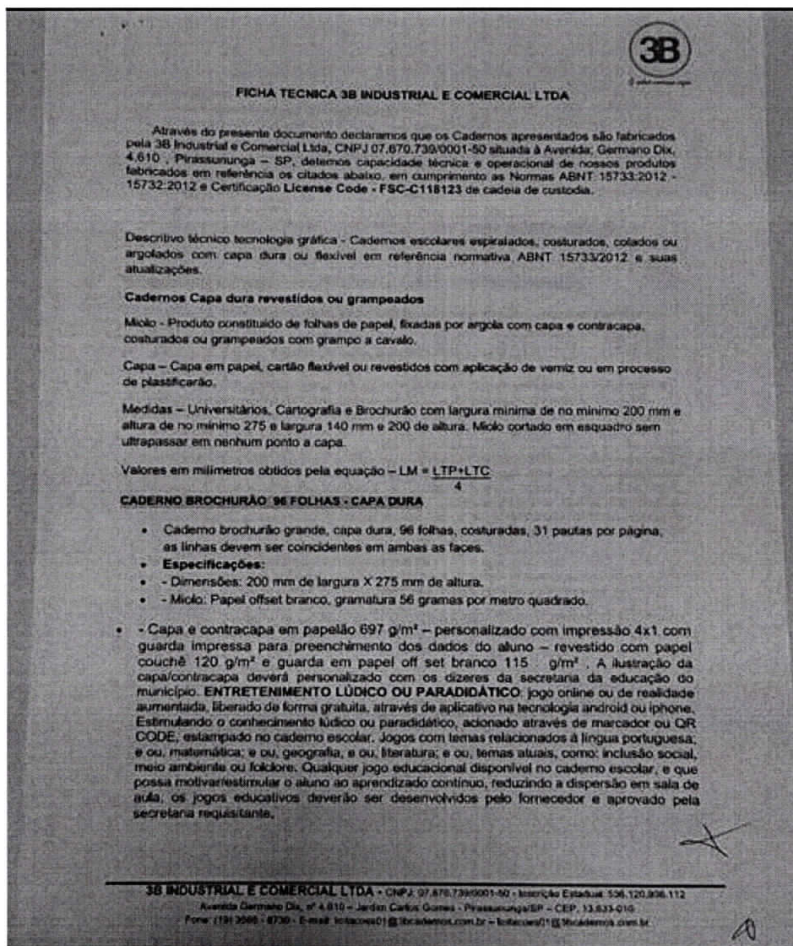 3B
FICHA TECNICA 3B INDUSTRIAL E COMERCIAL LTDA
Através do presente documento declaramos que os Cadernos apresentados são fabricados
pela 3B Industrial e Comercial Ltda, CNPJ 07.670.739/0001-50 situada à Avenida; Germano Dix,
4.610 , Pirassununga – SP, detemos capacidade técnica e operacional de nossos produtos
fabricados em referência os citados abaixo, em cumprimento as Normas ABNT 15733:2012 -
15732:2012 e Certificação License Code - FSC-C118123 de cadeia de custodia.
Descritivo técnico tecnologia gráfica - Cadernos escolares espiralados, costurados, colados ou
argolados com capa dura ou flexível em referência normativa ABNT 15733/2012 e suas
atualizações.
Cadernos Capa dura revestidos ou grampeados
Miolo - Produto constituido de folhas de papel, fixadas por argola com capa e contracapa,
costurados ou grampeados com grampo a cavalo.
Capa – Capa em papel, cartão flexível ou revestidos com aplicação de verniz ou em processo
de plastificarão.
Medidas – Universitários, Cartografia e Brochurão com largura minima de no minimo 200 mm e
altura de no minimo 275 e largura 140 mm e 200 de altura. Miolo cortado em esquadro sem
ultrapassar em nenhum ponto a capa.
Valores em milímetros obtidos pela equação – LM = LTP+LTC
4
CADERNO BROCHURÃO 96 FOLHAS - CAPA DURA
• Caderno brochurão grande, capa dura, 96 folhas, costuradas, 31 pautas por página,
as linhas devem ser coincidentes em ambas as faces.
• Especificações:
• - Dimensões: 200 mm de largura X 275 mm de altura.
• - Miolo: Papel offset branco, gramatura 56 gramas por metro quadrado.
• - Capa e contracapa em papelão 697 g/m² – personalizado com impressão 4x1 com
guarda impressa para preenchimento dos dados do aluno – revestido com papel
couchê 120 g/m² e guarda em papel off set branco 115 g/m² . A ilustração da
capa/contracapa deverá personalizado com os dizeres da secretaria da educação do
município. ENTRETENIMENTO LÚDICO OU PARADIDÁTICO: jogo online ou de realidade
aumentada, liberado de forma gratuita, através de aplicativo na tecnologia android ou iphone.
Estimulando o conhecimento lúdico ou paradidático, acionado através de marcador ou QR
CODE, estampado no caderno escolar. Jogos com temas relacionados à língua portuguesa;
e ou, matemática; e ou, geografia, e ou, literatura; e ou, temas atuais, como: inclusão social,
meio ambiente ou folclore. Qualquer jogo educacional disponível no caderno escolar, e que
possa motivar/estimular o aluno ao aprendizado contínuo, reduzindo a dispersão em sala de
aula; os jogos educativos deverão ser desenvolvidos pelo fornecedor e aprovado pela
secretaria requisitante.
3B INDUSTRIAL E COMERCIAL LTDA - CNPJ: 07.670.739/0001-50 - Inscrição Estadual: 536.120.936.112
Avenida Germano Dix, nº 4.610 – Jardim Carlos Gomes - Pirassununga/SP – CEP. 13.633-010
Fone: (19) 3565 - 6730 - E-mail: licitacoes01@3bcadernos.com.br – licitacoes01@3bcadernos.com.br